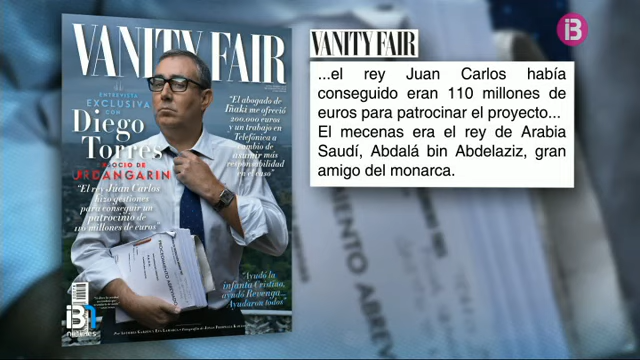 VANITY FAIR
ENTREVISTA
EXCLUSIVA
CON
Diego
Torres
SOCIO DE
URDANGARIN
"El rey Juan Carlos
hizo gestiones
para conseguir un
patrocinio de
110 millones de euros"
"El abogado de
Iñaki me ofreció
200.000 euros
y un trabajo en
Telefónica a
cambio de
asumir más
responsabilidad
en el caso"
"Ayudó la
infanta Cristina,
ayudó Revenga...
Ayudaron todos"
PROCEDIMIENTO ABREVIADO
notícies
VANITY FAIR
...el rey Juan Carlos había
conseguido eran 110 millones de
euros para patrocinar el proyecto...
El mecenas era el rey de Arabia
Saudí, Abdalá bin Abdelaziz, gran
amigo del monarca.
MENTO ABREV